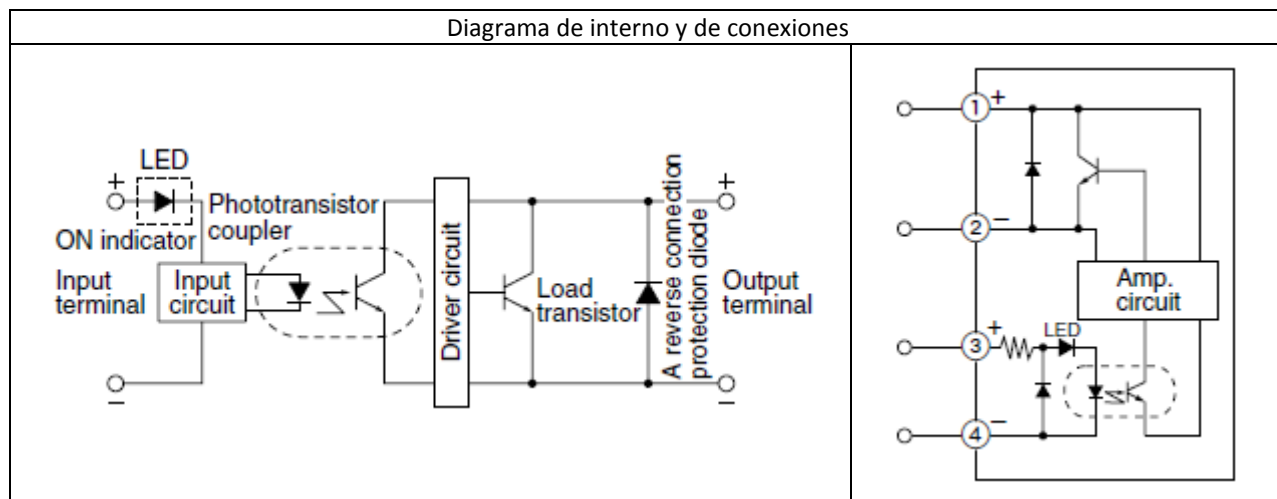 Diagrama de interno y de conexiones
LED
+
ON indicator
Phototransistor
coupler
Input
terminal
Input
circuit
–
Driver circuit
Load
transistor
A reverse connection
protection diode
+
Output
terminal
–
1 +
2 –
Amp.
circuit
3 +
LED
4 –